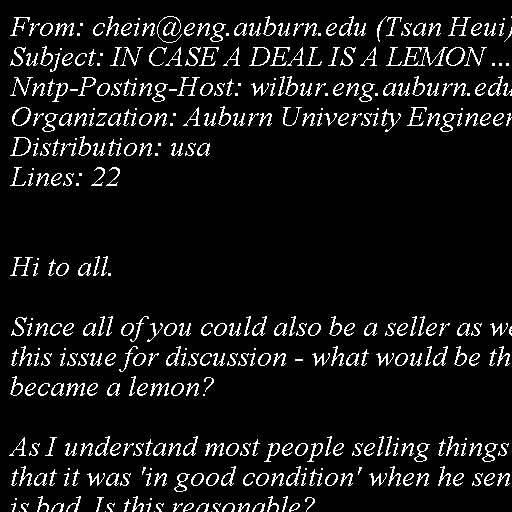 From: chein@eng.auburn.edu (Tsan Heui)
Subject: IN CASE A DEAL IS A LEMON ...
Nntp-Posting-Host: wilbur.eng.auburn.edu
Organization: Auburn University Engineer
Distribution: usa
Lines: 22
Hi to all.
Since all of you could also be a seller as we
this issue for discussion - what would be th
became a lemon?
As I understand most people selling things
that it was 'in good condition' when he sen
is bad. Is this reasonable?